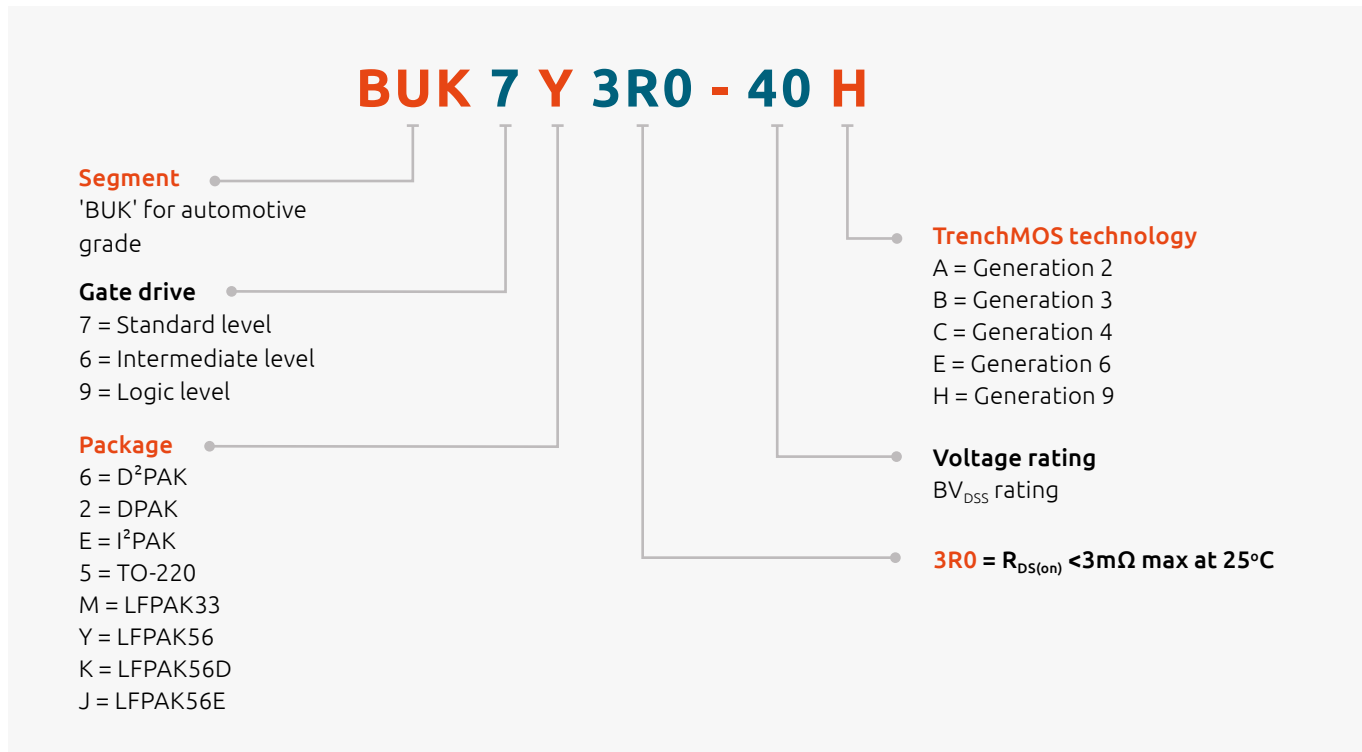 BUK 7 Y 3R0 - 40 H
Segment
'BUK' for automotive
grade
Gate drive
7 = Standard level
6 = Intermediate level
9 = Logic level
Package
6 = D²PAK
2 = DPAK
E = I²PAK
5 = TO-220
M = LFPAK33
Y = LFPAK56
K = LFPAK56D
J = LFPAK56E
TrenchMOS technology
A = Generation 2
B = Generation 3
C = Generation 4
E = Generation 6
H = Generation 9
Voltage rating
BVDSS rating
3R0 = RDS(on) <3mΩ max at 25°C